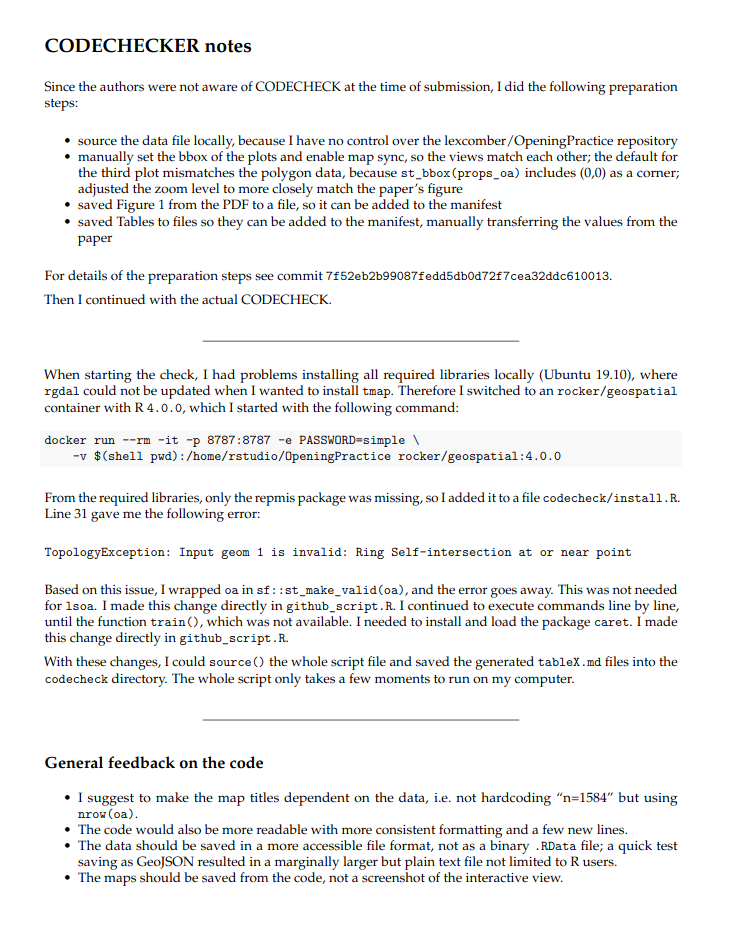 CODECHECKER notes
Since the authors were not aware of CODECHECK at the time of submission, I did the following preparation
steps:
• source the data file locally, because I have no control over the lexcomber/OpeningPractice repository
• manually set the bbox of the plots and enable map sync, so the views match each other; the default for
the third plot mismatches the polygon data, because st_bbox(props_oa) includes (0,0) as a corner;
adjusted the zoom level to more closely match the paper's figure
• saved Figure 1 from the PDF to a file, so it can be added to the manifest
• saved Tables to files so they can be added to the manifest, manually transferring the values from the
paper
For details of the preparation steps see commit 7f52eb2b99087fedd5db0d72f7cea32ddc610013.
Then I continued with the actual CODECHECK.
When starting the check, I had problems installing all required libraries locally (Ubuntu 19.10), where
rgdal could not be updated when I wanted to install tmap. Therefore I switched to an rocker/geospatial
container with R 4.0.0, which I started with the following command:
docker run --rm -it -p 8787:8787 -e PASSWORD=simple \
-v $(shell pwd):/home/rstudio/OpeningPractice rocker/geospatial:4.0.0
From the required libraries, only the repmis package was missing, so I added it to a file codecheck/install.R.
Line 31 gave me the following error:
TopologyException: Input geom 1 is invalid: Ring Self-intersection at or near point
Based on this issue, I wrapped oa in sf::st_make_valid(oa), and the error goes away. This was not needed
for lsoa. I made this change directly in github_script.R. I continued to execute commands line by line,
until the function train(), which was not available. I needed to install and load the package caret. I made
this change directly in github_script.R.
With these changes, I could source() the whole script file and saved the generated tableX.md files into the
codecheck directory. The whole script only takes a few moments to run on my computer.
General feedback on the code
• I suggest to make the map titles dependent on the data, i.e. not hardcoding "n=1584" but using
nrow(oa).
• The code would also be more readable with more consistent formatting and a few new lines.
• The data should be saved in a more accessible file format, not as a binary .RData file; a quick test
saving as GeoJSON resulted in a marginally larger but plain text file not limited to R users.
• The maps should be saved from the code, not a screenshot of the interactive view.